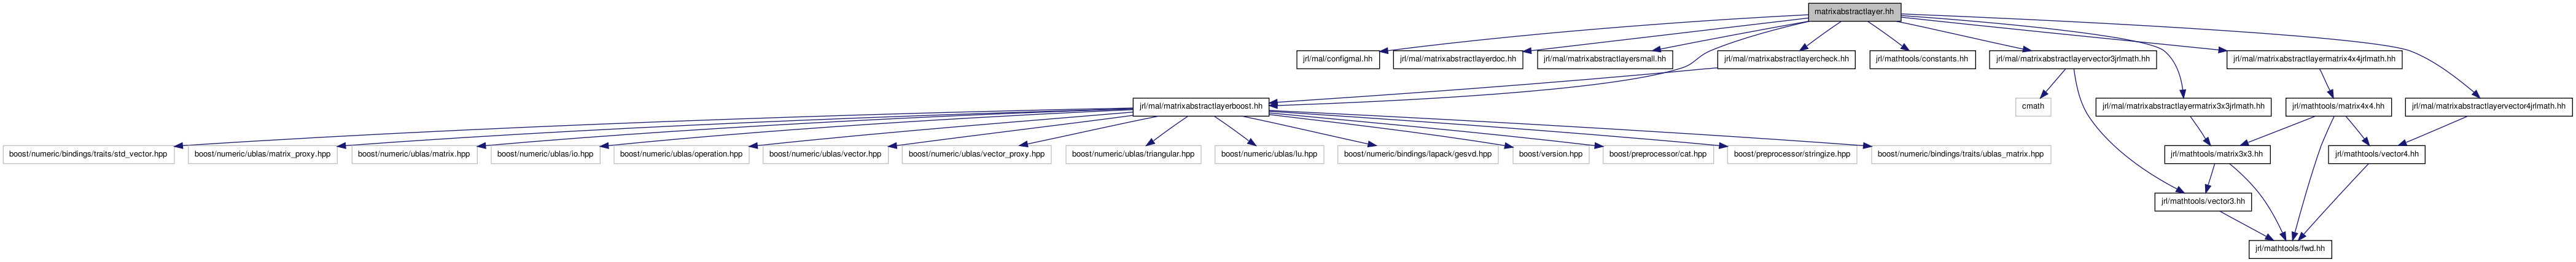 matrixabstractlayer.hh
jrl/mal/configmal.hh
jrl/mal/matrixabstractlayerdoc.hh
jrl/mal/matrixabstractlayersmall.hh
jrl/mal/matrixabstractlayercheck.hh
jrl/mathtools/constants.hh
jrl/mal/matrixabstractlayervector3jrlmath.hh
jrl/mal/matrixabstractlayermatrix4x4jrlmath.hh
jrl/mal/matrixabstractlayerboost.hh
cmath
jrl/mal/matrixabstractlayermatrix3x3jrlmath.hh
jrl/mathtools/matrix4x4.hh
jrl/mal/matrixabstractlayervector4jrlmath.hh
boost/numeric/bindings/traits/std_vector.hpp
boost/numeric/ublas/matrix_proxy.hpp
boost/numeric/ublas/matrix.hpp
boost/numeric/ublas/io.hpp
boost/numeric/ublas/operation.hpp
boost/numeric/ublas/vector.hpp
boost/numeric/ublas/vector_proxy.hpp
boost/numeric/ublas/triangular.hpp
boost/numeric/ublas/lu.hpp
boost/numeric/bindings/lapack/gesvd.hpp
boost/version.hpp
boost/preprocessor/cat.hpp
boost/preprocessor/stringize.hpp
boost/numeric/bindings/traits/ublas_matrix.hpp
jrl/mathtools/matrix3x3.hh
jrl/mathtools/vector4.hh
jrl/mathtools/vector3.hh
jrl/mathtools/fwd.hh